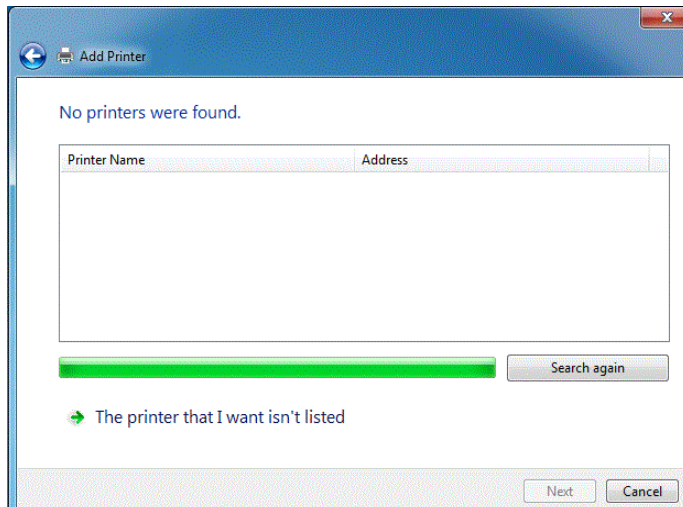 Add Printer
No printers were found.
Printer Name Address
Search again
The printer that I want isn't listed
Next Cancel